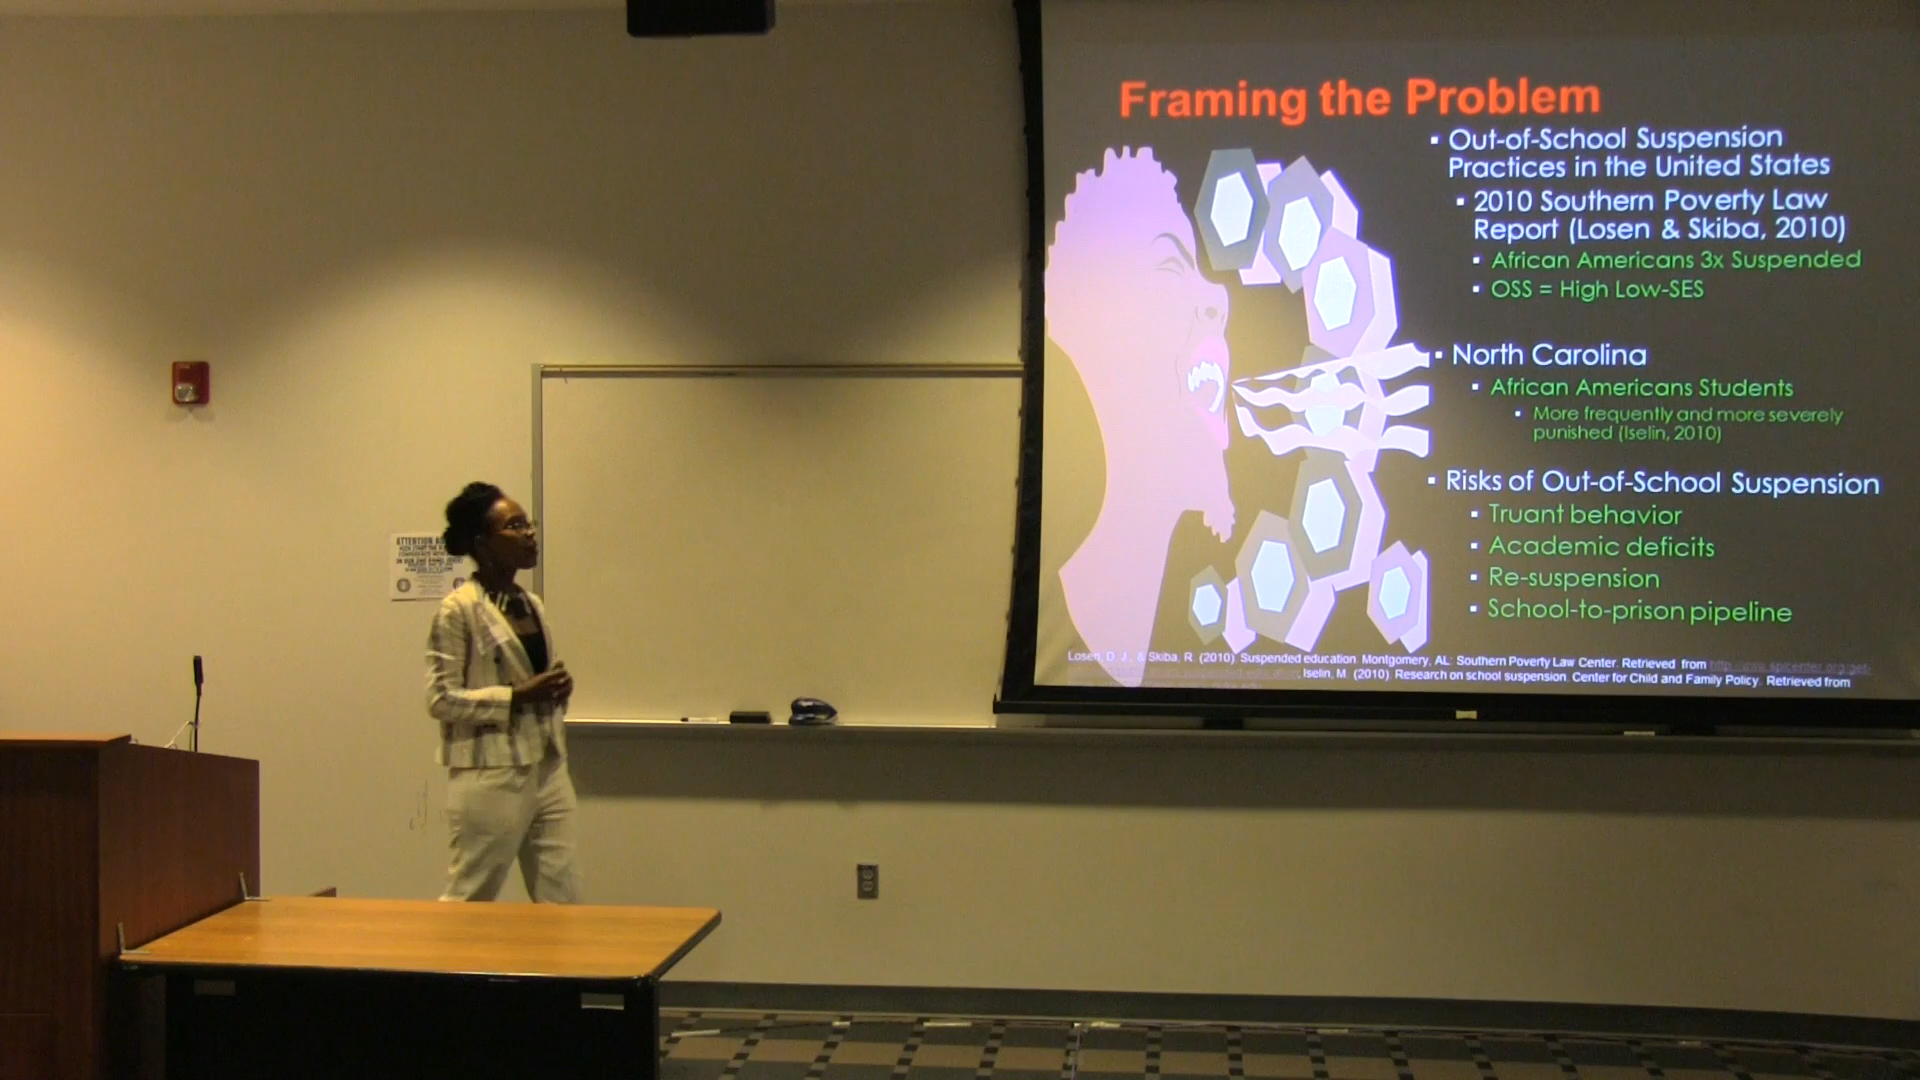 Framing the Problem
Out-of-School Suspension
Practices in the United States
2010 Southern Poverty Law
Report (Losen & Skiba, 2010)
African Americans 3x Suspended
OSS = High Low-SES
North Carolina
African Americans Students
More frequently and more severely
punished (Iselin, 2010)
Risks of Out-of-School Suspension
Truant behavior
Academic deficits
Re-suspension
School-to-prison pipeline
Losen, D. J., & Skiba, R. (2010) Suspended education. Montgomery, AL: Southern Poverty Law Center. Retrieved from
Iselin, M. (2010) Research on school suspension. Center for Child and Family Policy. Retrieved from
ATTENTION